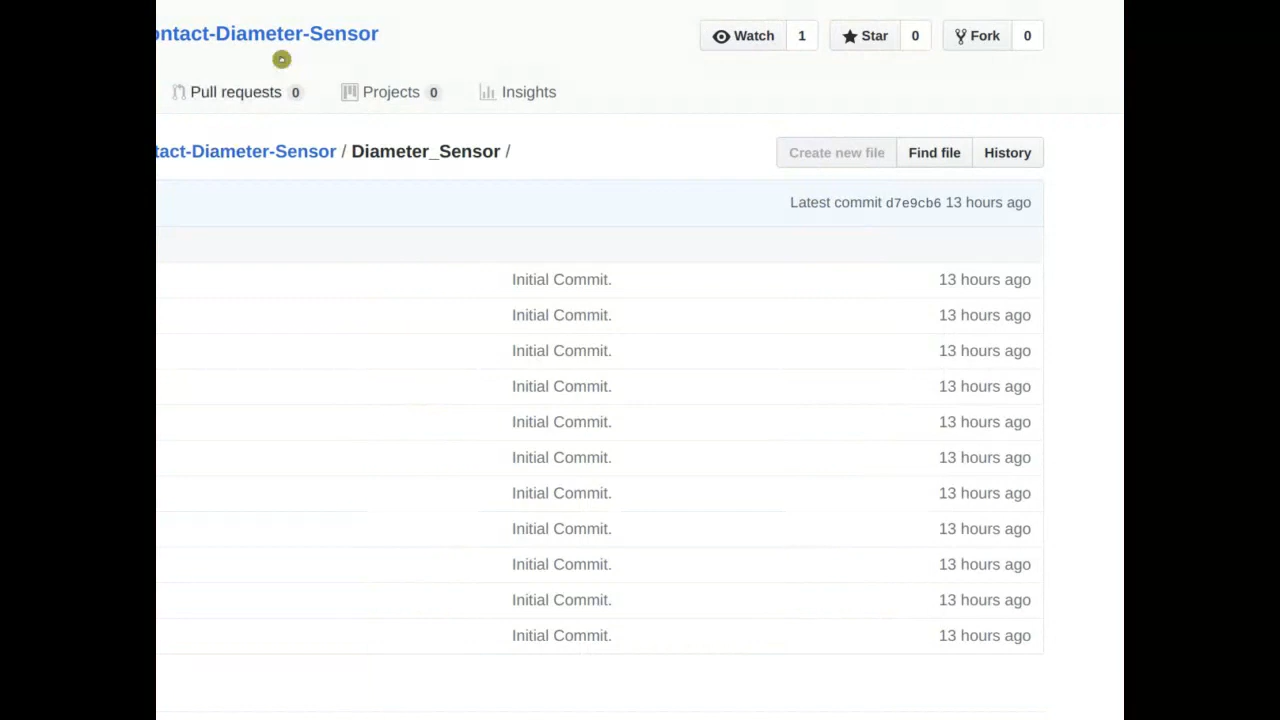 ontact-Diameter-Sensor
Watch 1 Star 0 Fork 0
Pull requests 0 Projects 0 Insights
tact-Diameter-Sensor / Diameter_Sensor /
Create new file Find file History
Latest commit d7e9cb6 13 hours ago
Initial Commit. 13 hours ago
Initial Commit. 13 hours ago
Initial Commit. 13 hours ago
Initial Commit. 13 hours ago
Initial Commit. 13 hours ago
Initial Commit. 13 hours ago
Initial Commit. 13 hours ago
Initial Commit. 13 hours ago
Initial Commit. 13 hours ago
Initial Commit. 13 hours ago
Initial Commit. 13 hours ago